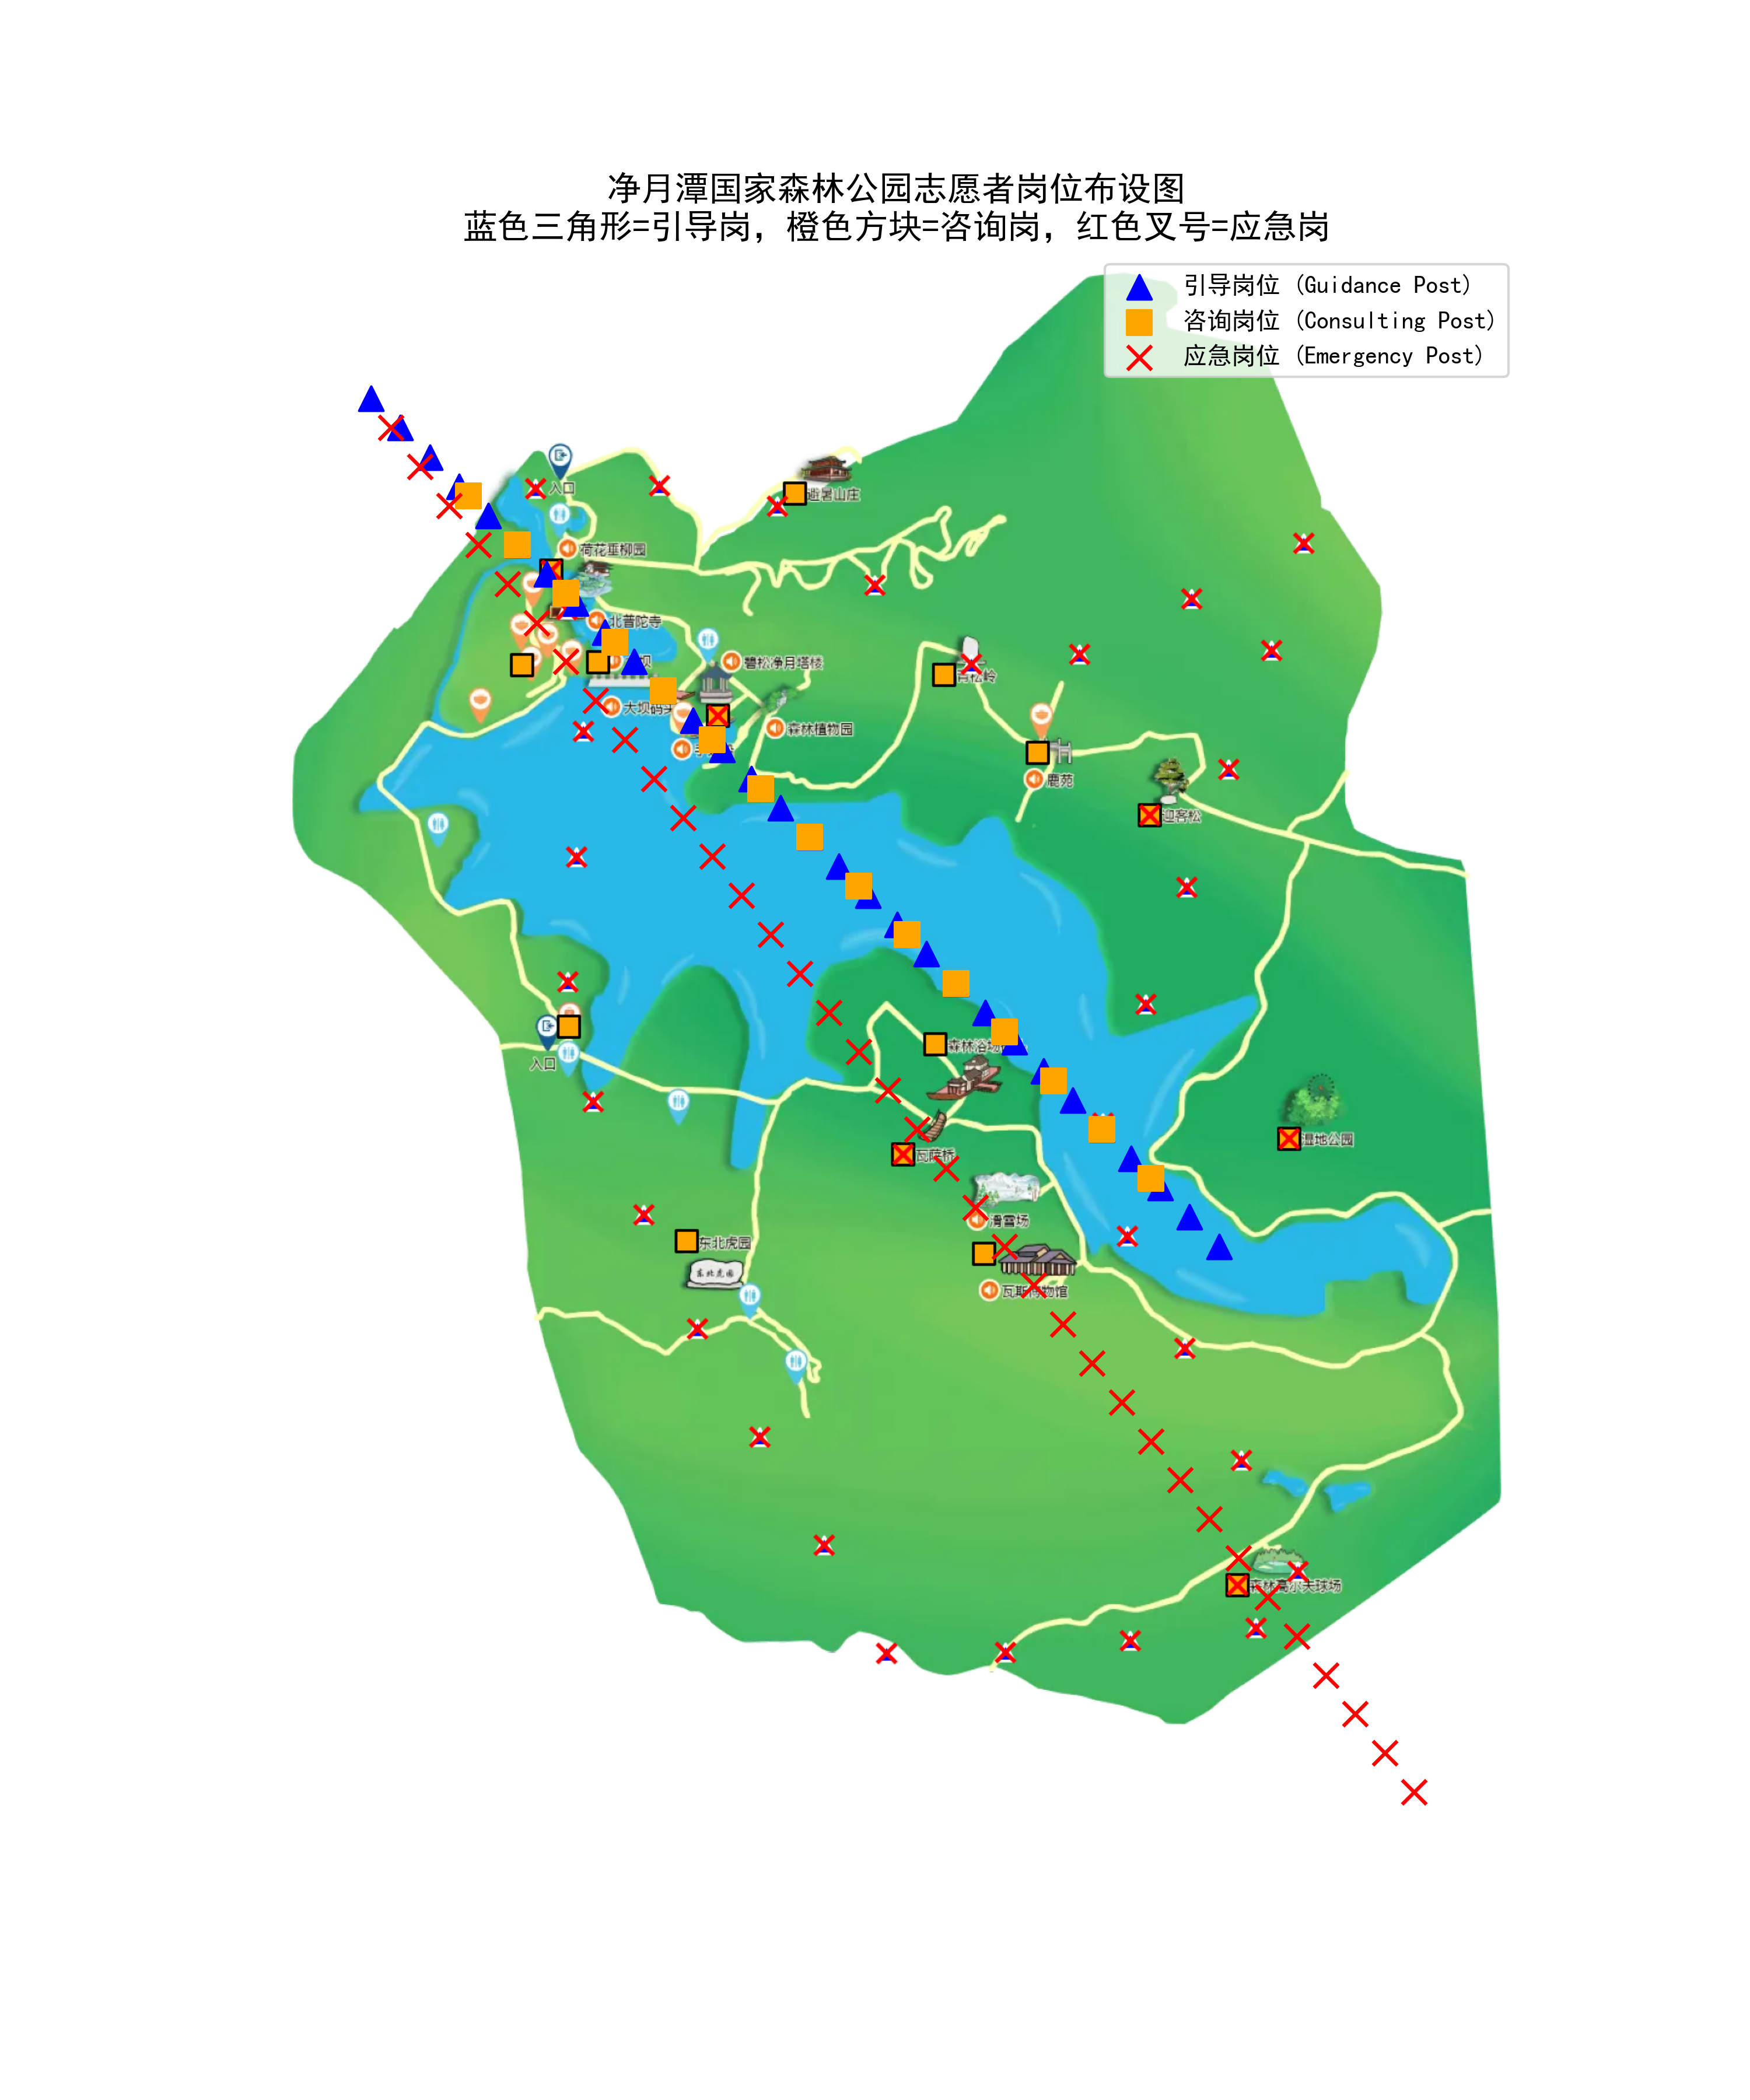 净月潭国家森林公园志愿者岗位布设图
蓝色三角形=引导岗，橙色方块=咨询岗，红色叉号=应急岗
引导岗位 (Guidance Post)
咨询岗位 (Consulting Post)
应急岗位 (Emergency Post)
入口
避暑山庄
荷花垂柳园
北普陀寺
碧松净月塔楼
大坝码头
森林植物园
鹿苑
迎客松
森林浴场
入口
湿地公园
瓦萨桥
滑雪场
东北虎园
东北虎园
瓦斯博物馆
森林高尔夫球场